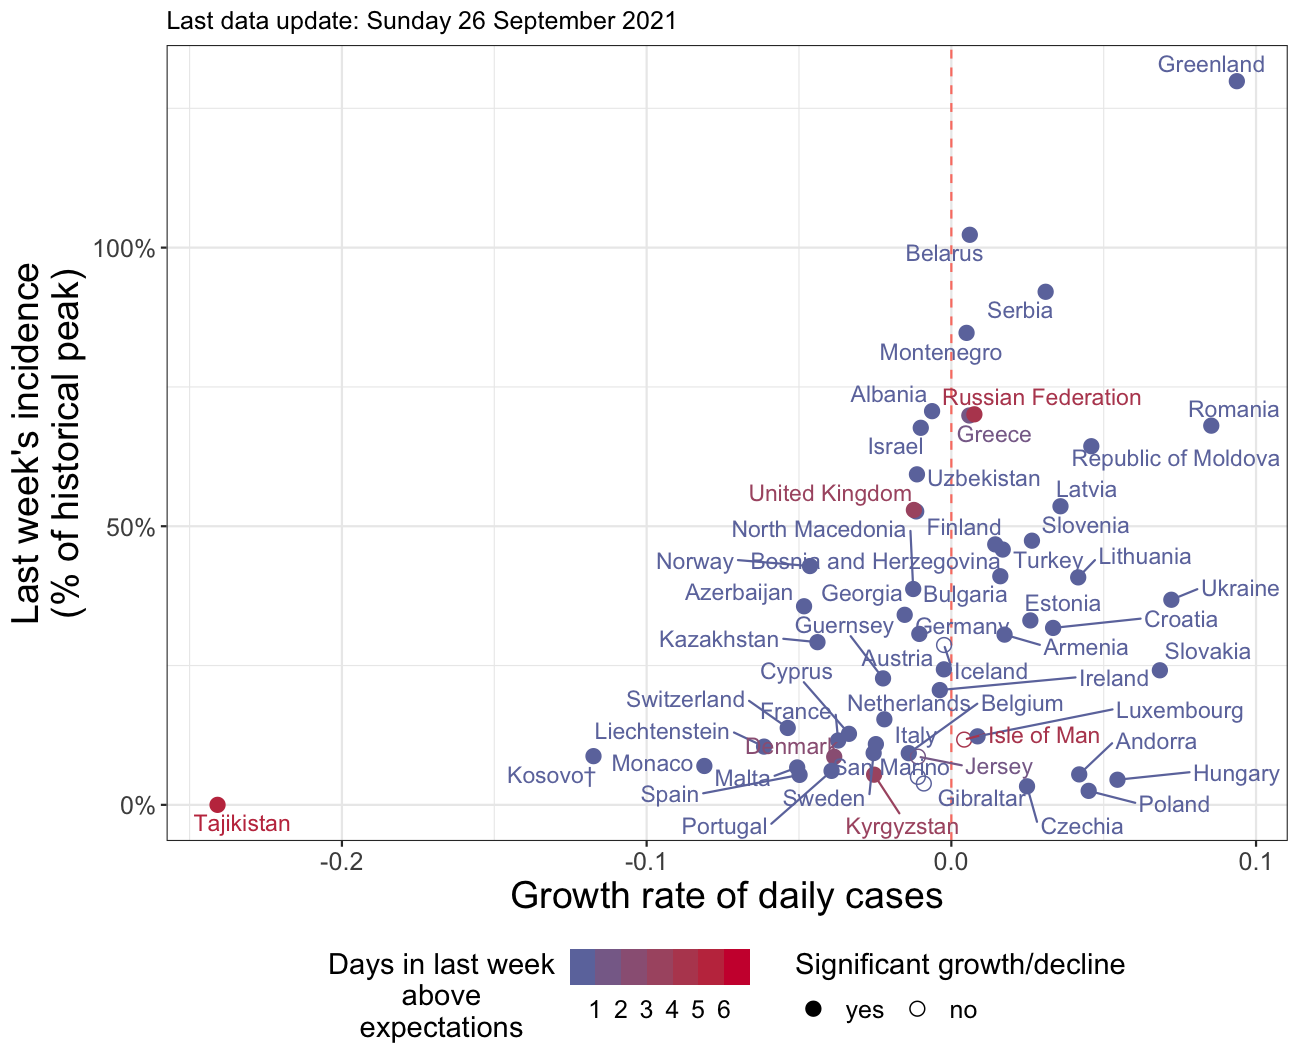 Last data update: Sunday 26 September 2021
Last week's incidence
(% of historical peak)
100%
50%
0%
Greenland
Belarus
Serbia
Montenegro
Albania
Russian Federation
Romania
Greece
Israel
Republic of Moldova
Uzbekistan
Latvia
United Kingdom
North Macedonia
Finland
Slovenia
Norway
Bosnia and Herzegovina
Turkey
Lithuania
Azerbaijan
Georgia
Bulgaria
Estonia
Ukraine
Guernsey
Germany
Croatia
Kazakhstan
Austria
Armenia
Slovakia
Cyprus
Iceland
Ireland
Switzerland
France
Netherlands
Belgium
Luxembourg
Liechtenstein
Denmark
Italy
Isle of Man
Andorra
Kosovo†
Monaco
Malta
San Marino
Jersey
Hungary
Spain
Sweden
Gibraltar
Poland
Tajikistan
Portugal
Kyrgyzstan
Czechia
-0.2
-0.1
0.0
0.1
Growth rate of daily cases
Days in last week
above
expectations
1 2 3 4 5 6
Significant growth/decline
yes
no